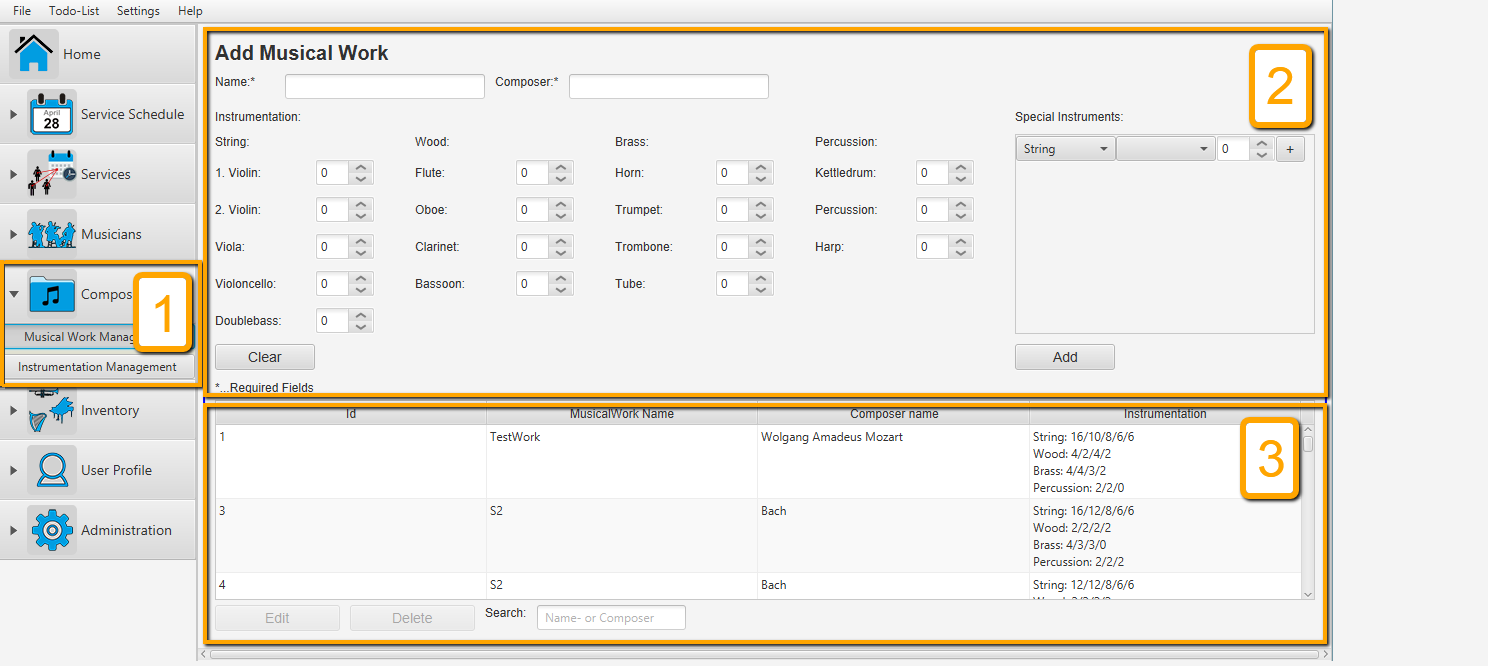 File Todo-List Settings Help
Home
April
28
Service Schedule
Services
Musicians
Compos
Musical Work Manag
Instrumentation Management
1
Inventory
User Profile
Administration
Add Musical Work
2
Name:* Composer:*
Instrumentation: Special Instruments:
String: Wood: Brass: Percussion:
String 0 +
1. Violin: 0 Flute: 0 Horn: 0 Kettledrum: 0
2. Violin: 0 Oboe: 0 Trumpet: 0 Percussion: 0
Viola: 0 Clarinet: 0 Trombone: 0 Harp: 0
Violoncello: 0 Bassoon: 0 Tube: 0
Doublebass: 0
Clear Add
*...Required Fields
Id MusicalWork Name Composer name Instrumentation
3
1 TestWork Wolgang Amadeus Mozart String: 16/10/8/6/6
Wood: 4/2/4/2
Brass: 4/4/3/2
Percussion: 2/2/0
3 S2 Bach String: 16/12/8/6/6
Wood: 2/2/2/2
Brass: 4/3/3/0
Percussion: 2/2/2
4 S2 Bach String: 12/12/8/6/6
Edit Delete Search: Name- or Composer